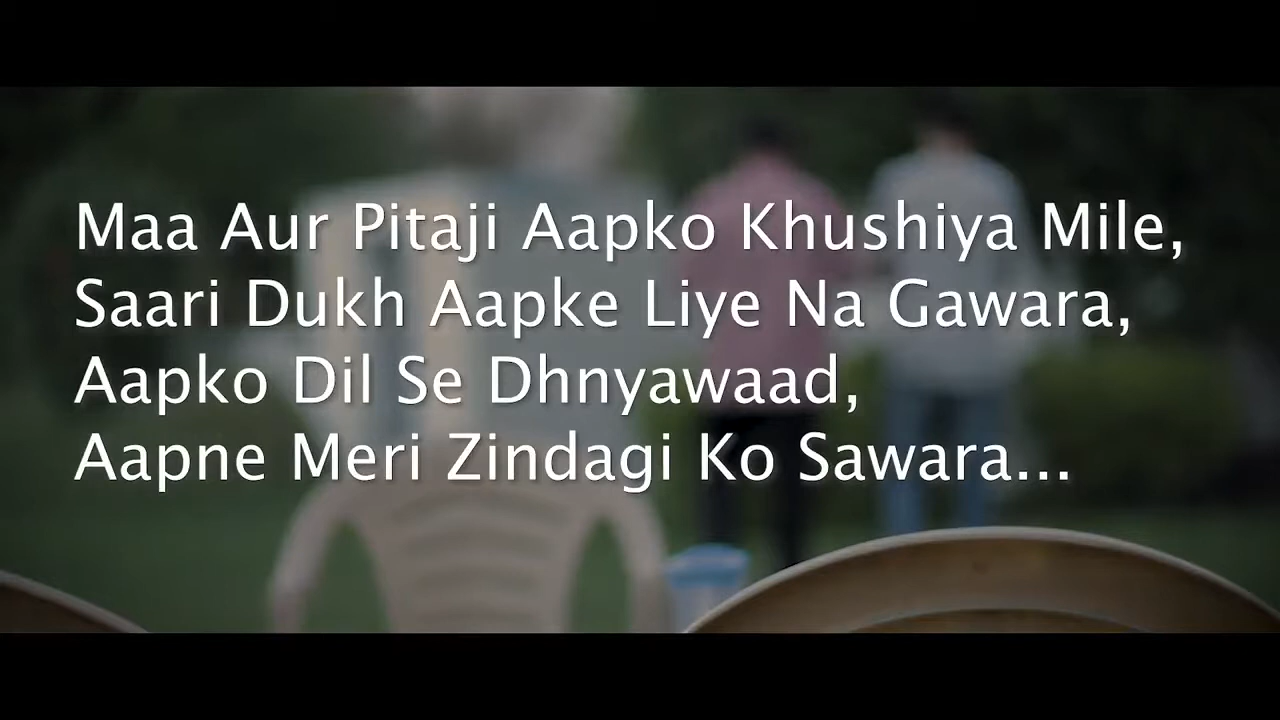 Maa Aur Pitaji Aapko Khushiya Mile,
Saari Dukh Aapke Liye Na Gawara,
Aapko Dil Se Dhnyawaad,
Aapne Meri Zindagi Ko Sawara...